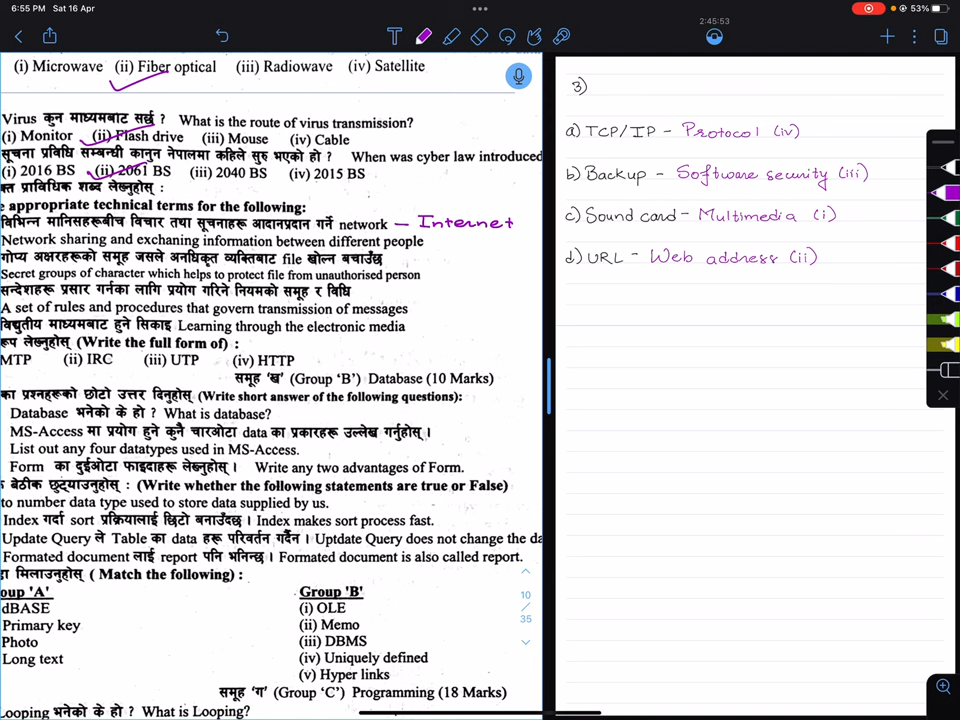 6:55 PM Sat 16 Apr
53%
2:45:53
(i) Microwave (ii) Fiber optical (iii) Radiowave (iv) Satellite
Virus कुन माध्यमबाट सर्छ ? What is the route of virus transmission?
(i) Monitor (ii) Flash drive (iii) Mouse (iv) Cable
सूचना प्रविधि सम्बन्धी कानुन नेपालमा कहिले सुरु भएको हो ? When was cyber law introduced
(i) 2016 BS (ii) 2061 BS (iii) 2040 BS (iv) 2015 BS
क्त प्राविधिक शब्द लेख्नुहोस् :
e appropriate technical terms for the following:
विभिन्न मानिसहरूबीच विचार तथा सूचनाहरू आदानप्रदान गर्ने network – Internet
Network sharing and exchaning information between different people
गोप्य अक्षरहरूको समूह जसले अनधिकृत व्यक्तिबाट file खोल्न बचाउँछ
Secret groups of character which helps to protect file from unauthorised person
सन्देशहरू प्रसार गर्नका लागि प्रयोग गरिने नियमको समूह र विधि
A set of rules and procedures that govern transmission of messages
विद्युतीय माध्यमबाट हुने सिकाइ Learning through the electronic media
रूप लेख्नुहोस् (Write the full form of) :
MTP (ii) IRC (iii) UTP (iv) HTTP
समूह ‘ख’ (Group ‘B’) Database (10 Marks)
का प्रश्नहरूको छोटो उत्तर दिनुहोस् (Write short answer of the following questions):
Database भनेको के हो ? What is database?
MS-Access मा प्रयोग हुने कुनै चारओटा data का प्रकारहरू उल्लेख गर्नुहोस् ।
List out any four datatypes used in MS-Access.
Form का दुईओटा फाइदाहरू लेख्नुहोस् । Write any two advantages of Form.
बेठीक छुट्याउनुहोस् : (Write whether the following statements are true or False)
to number data type used to store data supplied by us.
Index गर्दा sort प्रक्रियालाई छिटो बनाउँदछ । Index makes sort process fast.
Update Query ले Table का data हरू परिवर्तन गर्दैन । Uptdate Query does not change the da
Formated document लाई report पनि भनिन्छ । Formated document is also called report.
डा मिलाउनुहोस् ( Match the following) :
oup 'A' Group 'B'
dBASE (i) OLE
Primary key (ii) Memo
Photo (iii) DBMS
Long text (iv) Uniquely defined
(v) Hyper links
समूह ‘ग’ (Group ‘C’) Programming (18 Marks)
Looping भनेको के हो ? What is Looping?
10
/
35
3)
a) TCP/IP - Protocol (iv)
b) Backup - Software security (iii)
c) Sound card - Multimedia (i)
d) URL - Web address (ii)